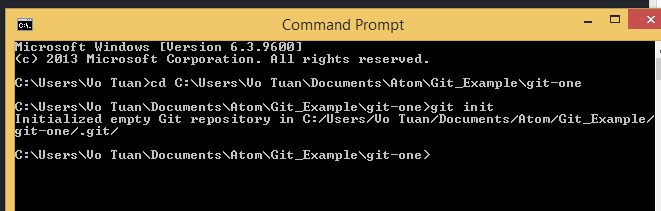 Command Prompt
Microsoft Windows [Version 6.3.9600]
(c) 2013 Microsoft Corporation. All rights reserved.
C:\Users\Vo Tuan>cd C:\Users\Vo Tuan\Documents\Atom\Git_Example\git-one
C:\Users\Vo Tuan\Documents\Atom\Git_Example\git-one>git init
Initialized empty Git repository in C:/Users/Vo Tuan/Documents/Atom/Git_Example/
git-one/.git/
C:\Users\Vo Tuan\Documents\Atom\Git_Example\git-one>